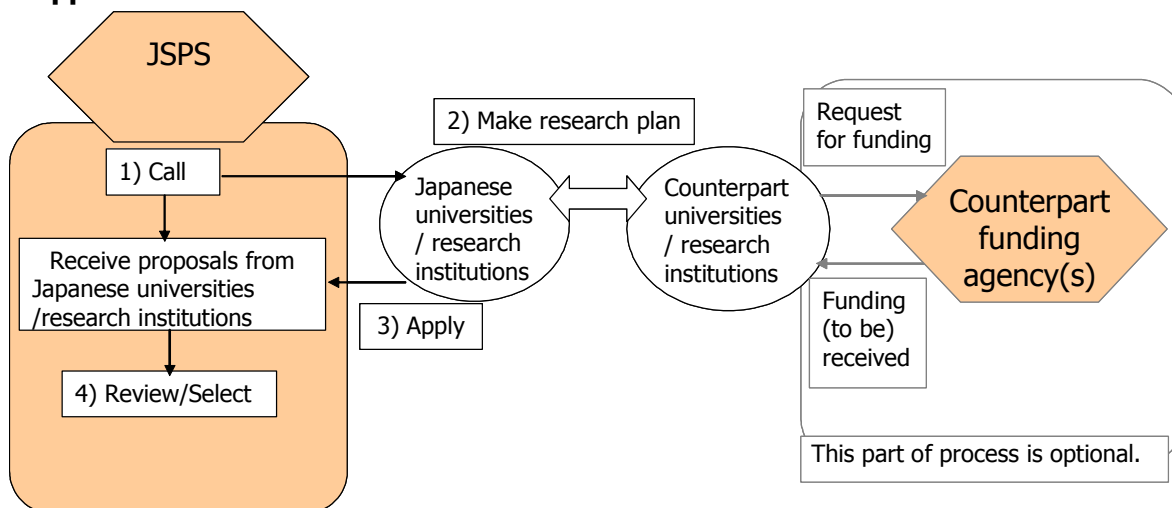 JSPS
1) Call
Receive proposals from
Japanese universities
/research institutions
4) Review/Select
2) Make research plan
Japanese
universities
/ research
institutions
3) Apply
Counterpart
universities
/ research
institutions
Request
for funding
Counterpart
funding
agency(s)
Funding
(to be)
received
This part of process is optional.